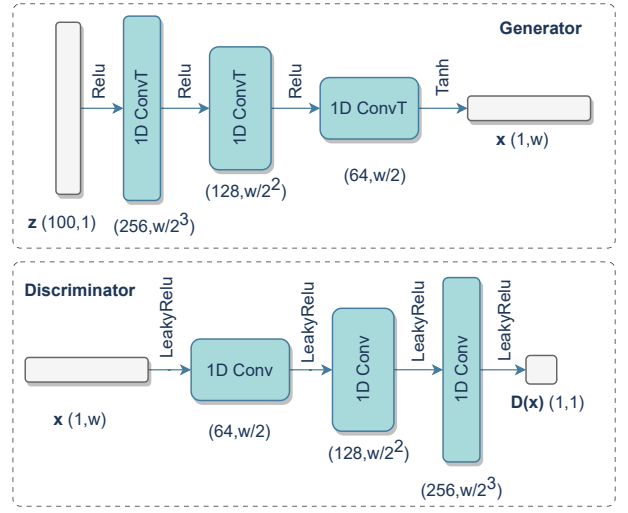 Generator
Relu
Relu
Relu
Tanh
1D ConvT
1D ConvT
1D ConvT
x (1,w)
(64,w/2)
(128,w/2²)
z (100,1)
(256,w/2³)
Discriminator
LeakyRelu
LeakyRelu
LeakyRelu
LeakyRelu
1D Conv
1D Conv
1D Conv
D(x) (1,1)
x (1,w)
(64,w/2)
(128,w/2²)
(256,w/2³)